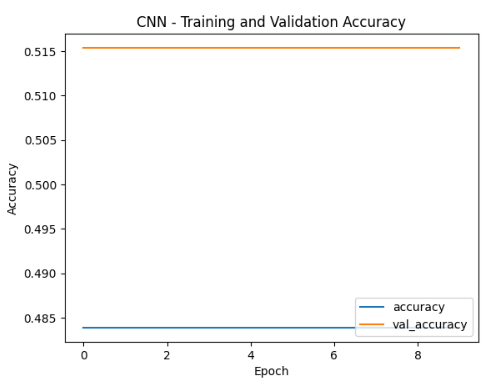 CNN - Training and Validation Accuracy
Accuracy
0.515
0.510
0.505
0.500
0.495
0.490
0.485
0 2 4 6 8
Epoch
accuracy
val_accuracy